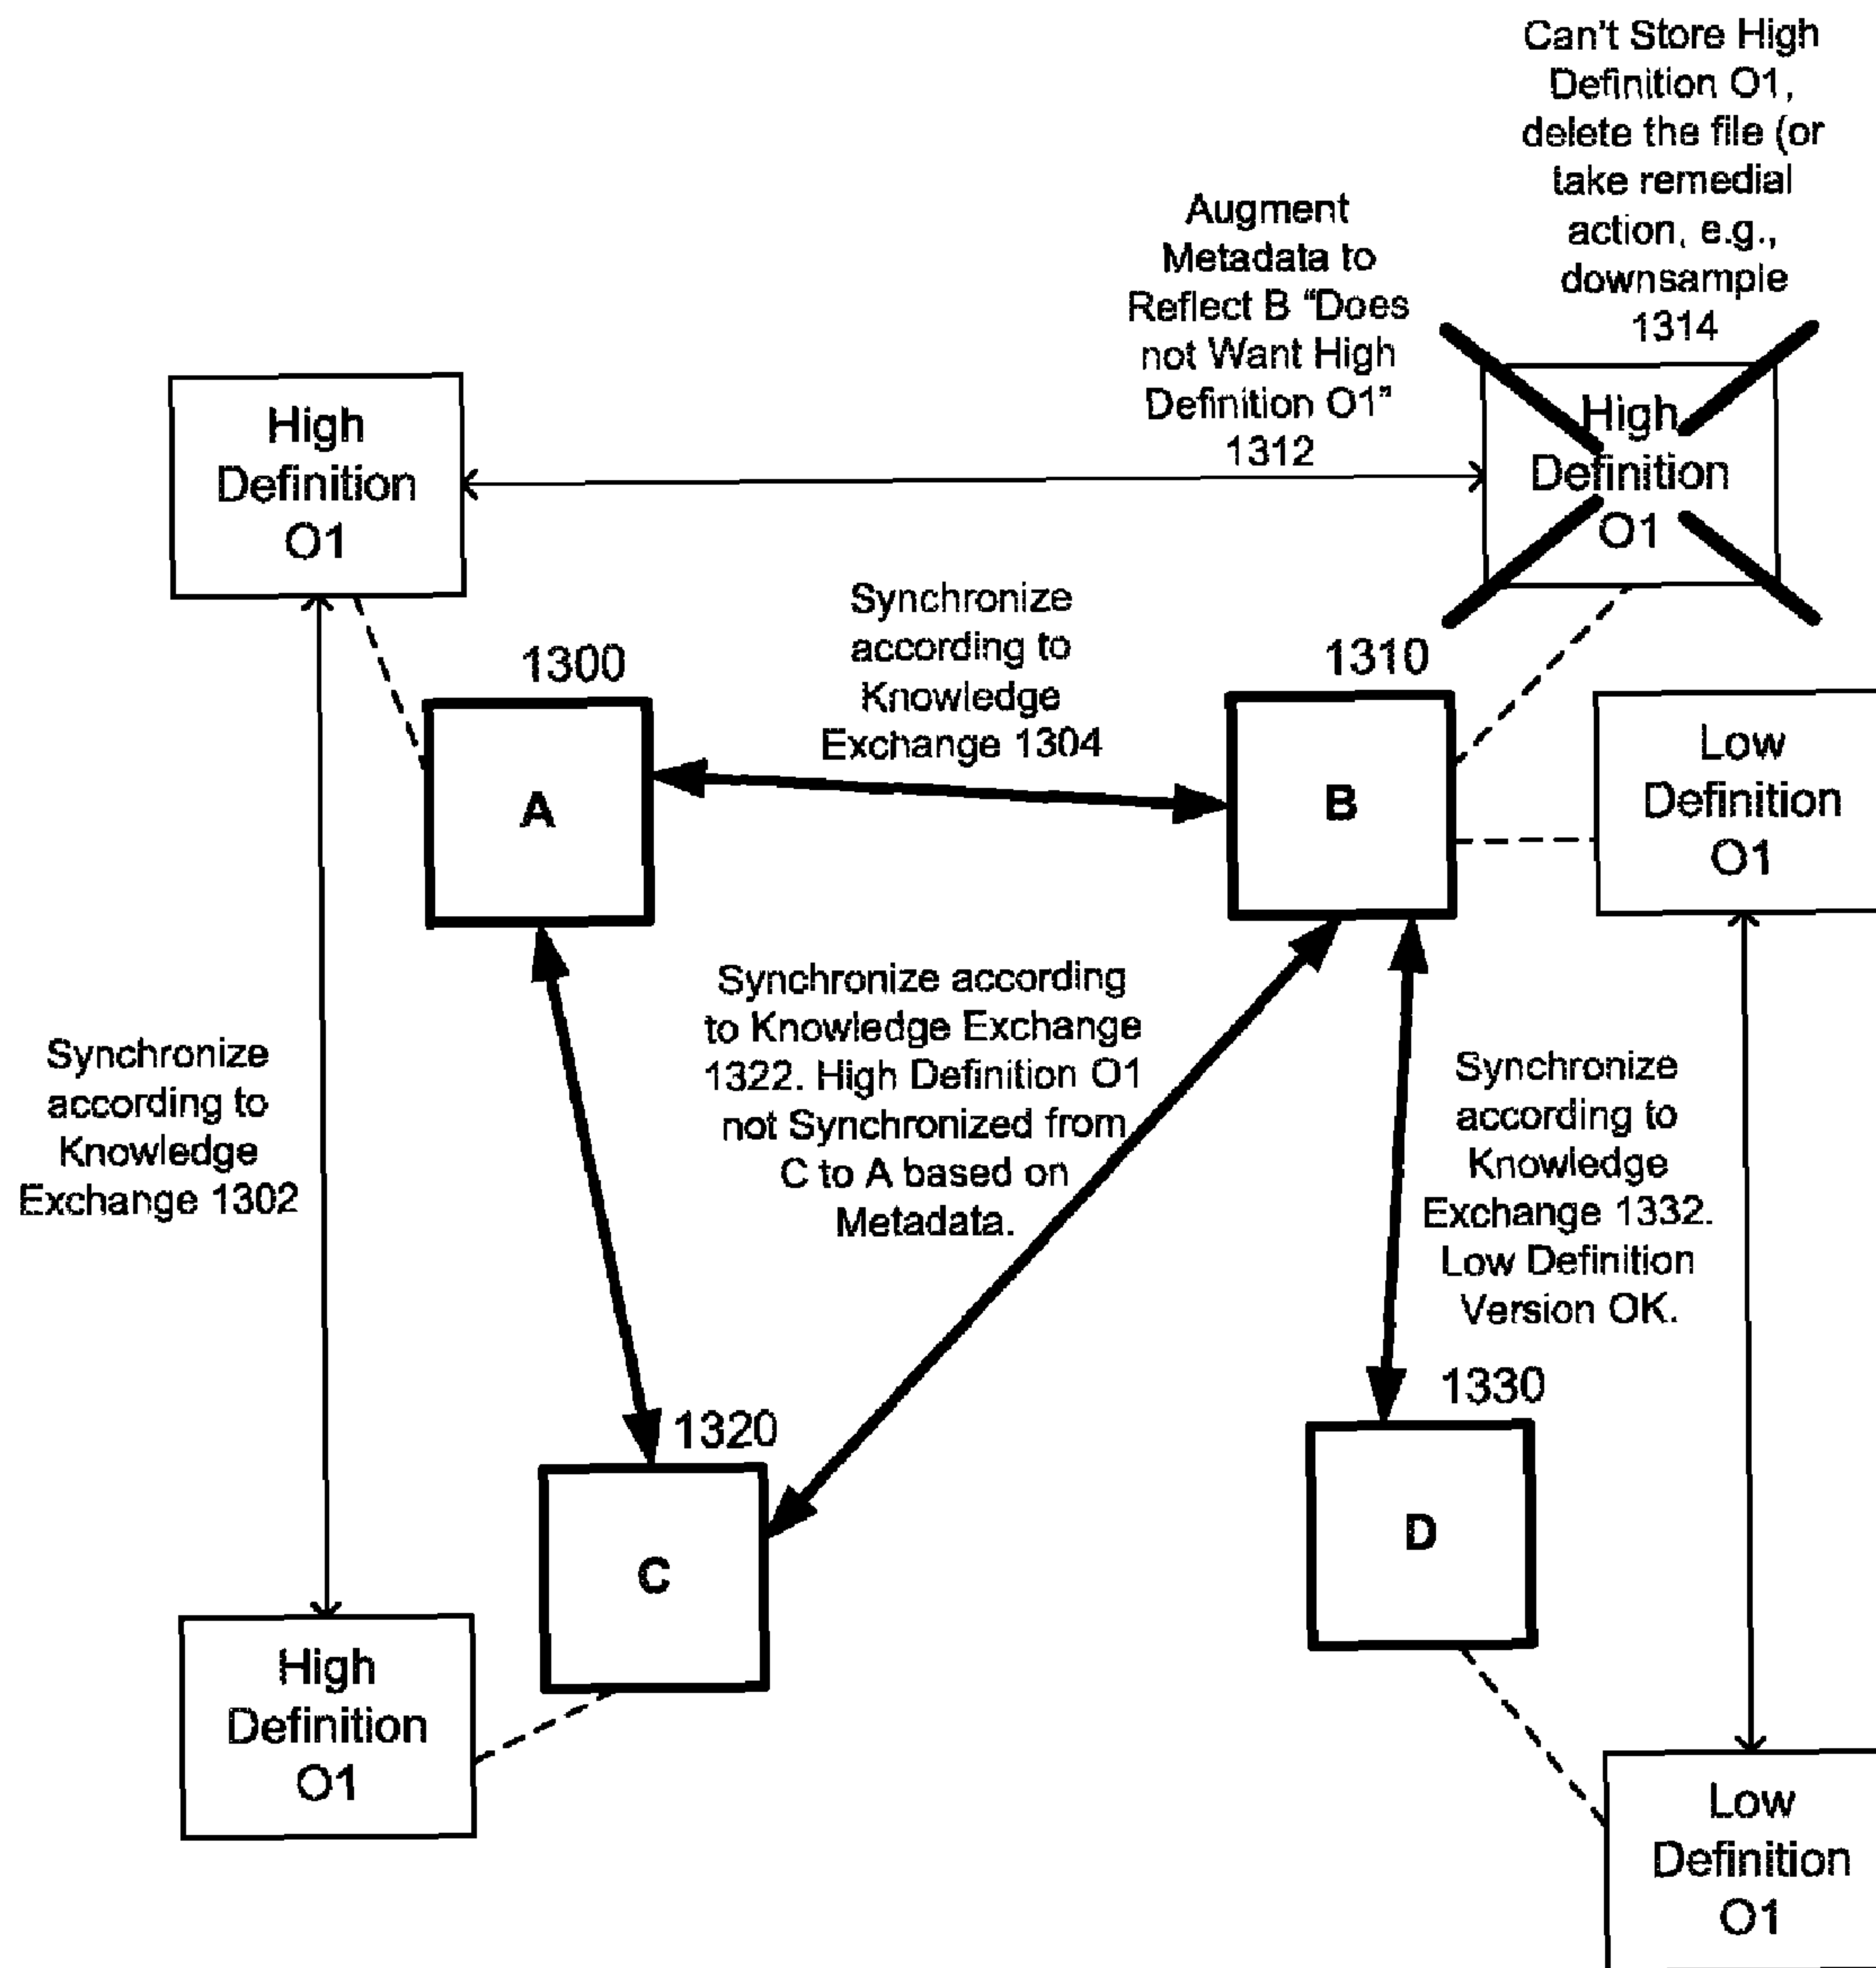 Can't Store High
Definition O1,
delete the file (or
take remedial
action, e.g.,
downsample
1314
Augment
Metadata to
Reflect B “Does
not Want High
Definition O1”
1312
High
Definition
O1
High
Definition
O1
Synchronize
according to
Knowledge
Exchange 1304
1300
1310
A
B
Low
Definition
O1
Synchronize
according to
Knowledge
Exchange 1302
Synchronize according
to Knowledge Exchange
1322. High Definition O1
not Synchronized from
C to A based on
Metadata.
Synchronize
according to
Knowledge
Exchange 1332.
Low Definition
Version OK.
1320
1330
C
D
High
Definition
O1
Low
Definition
O1